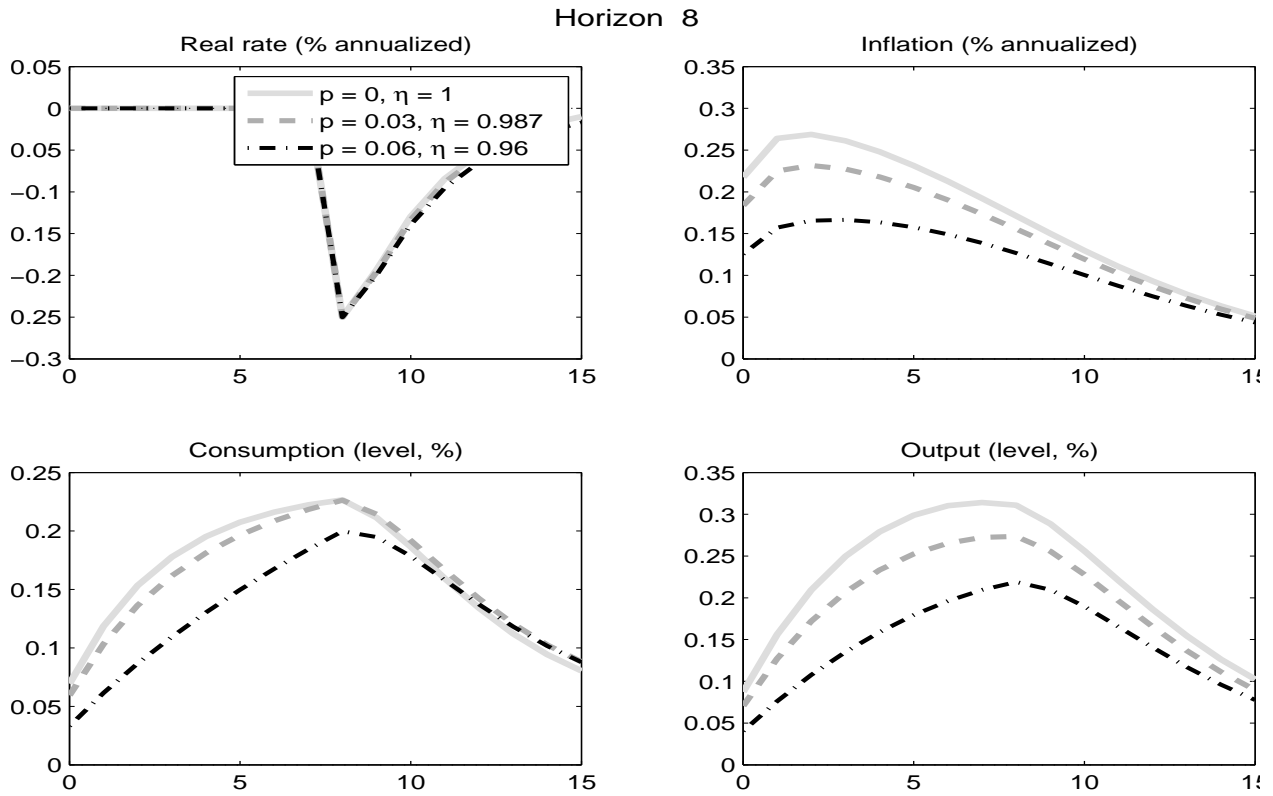 Horizon 8
Real rate (% annualized)
0.05
0
0.05
−0.1
0.15
−0.2
0.25
−0.3
0 5 10 15
p = 0, η = 1
p = 0.03, η = 0.987
p = 0.06, η = 0.96
Inflation (% annualized)
0.35
0.3
0.25
0.2
0.15
0.1
0.05
0
0 5 10 15
Consumption (level, %)
0.25
0.2
0.15
0.1
0.05
0
0 5 10 15
Output (level, %)
0.35
0.3
0.25
0.2
0.15
0.1
0.05
0
0 5 10 15